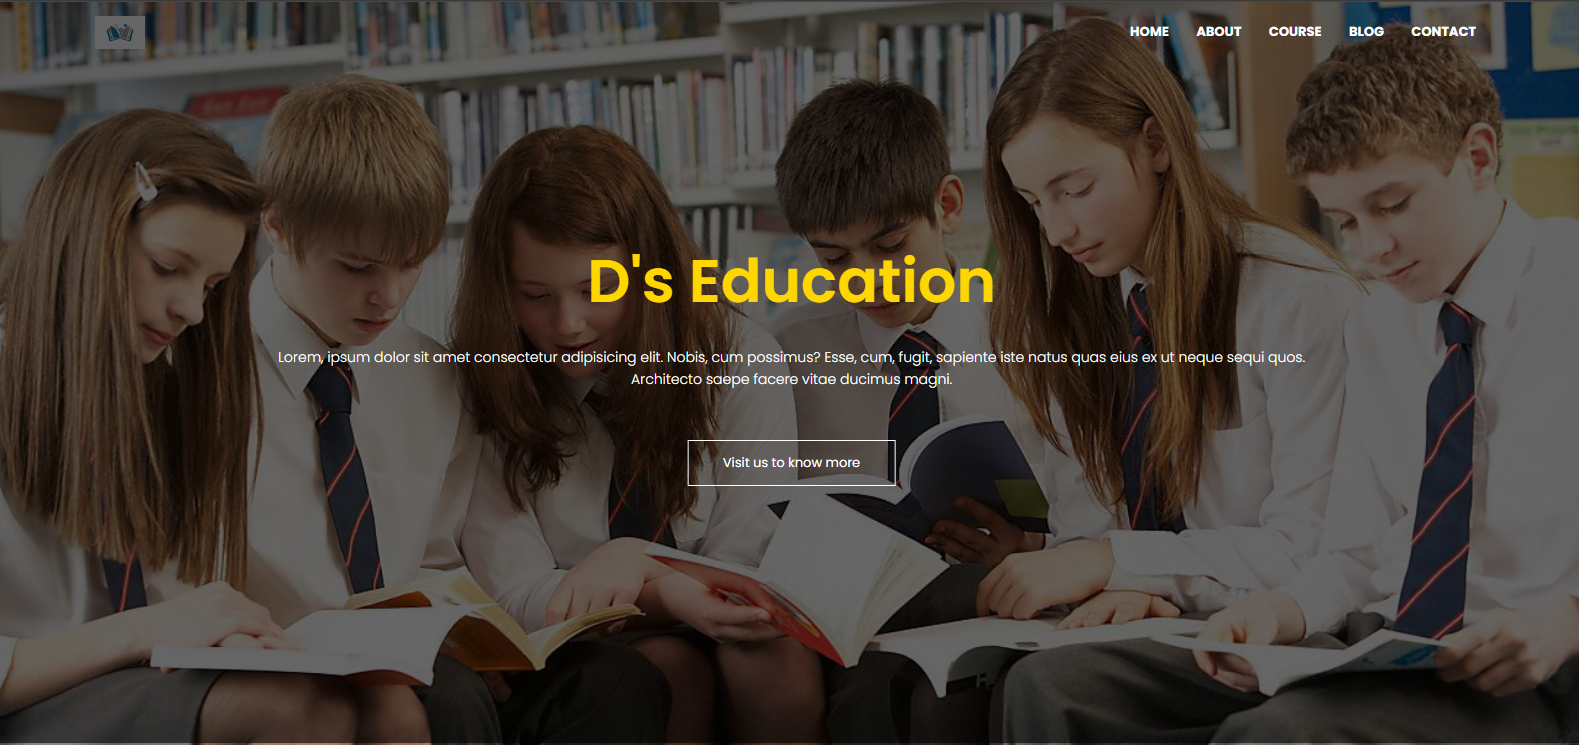 HOME ABOUT COURSE BLOG CONTACT
D's Education
Lorem, ipsum dolor sit amet consectetur adipisicing elit. Nobis, cum possimus? Esse, cum, fugit, sapiente iste natus quas eius ex ut neque sequi quos.
Architecto saepe facere vitae ducimus magni.
Visit us to know more